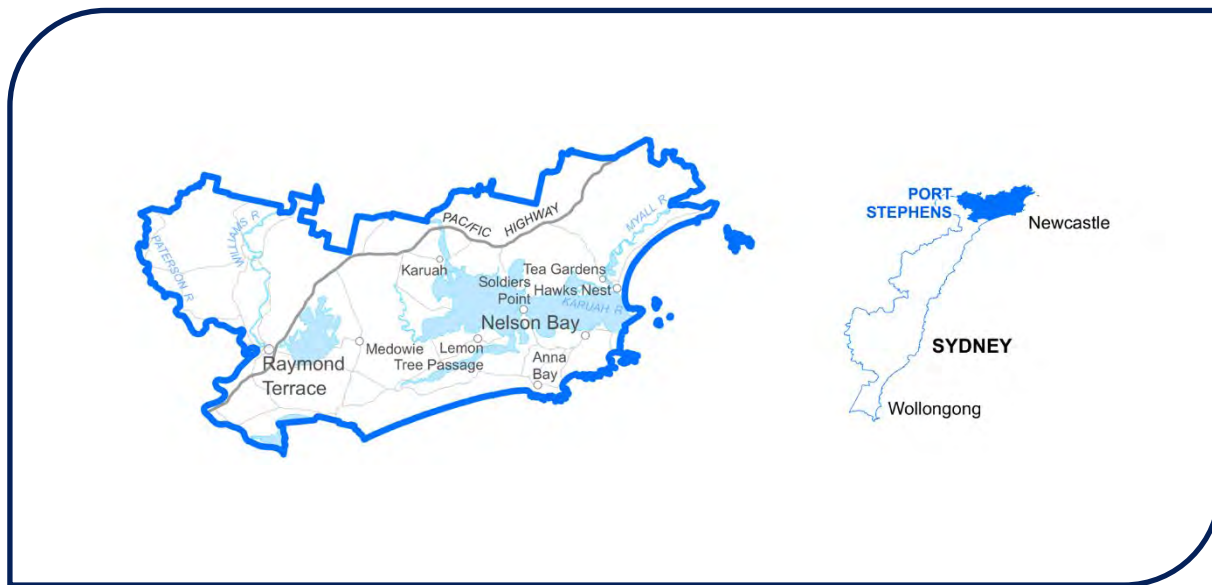 PATERSON R
WILLIAMS R
PACIFIC HIGHWAY
MYALL R
Karuah
Tea Gardens
Soldiers
Point
Hawks Nest
KARUAH R
Nelson Bay
Medowie
Lemon
Tree Passage
Anna
Bay
Raymond
Terrace
PORT
STEPHENS
Newcastle
SYDNEY
Wollongong